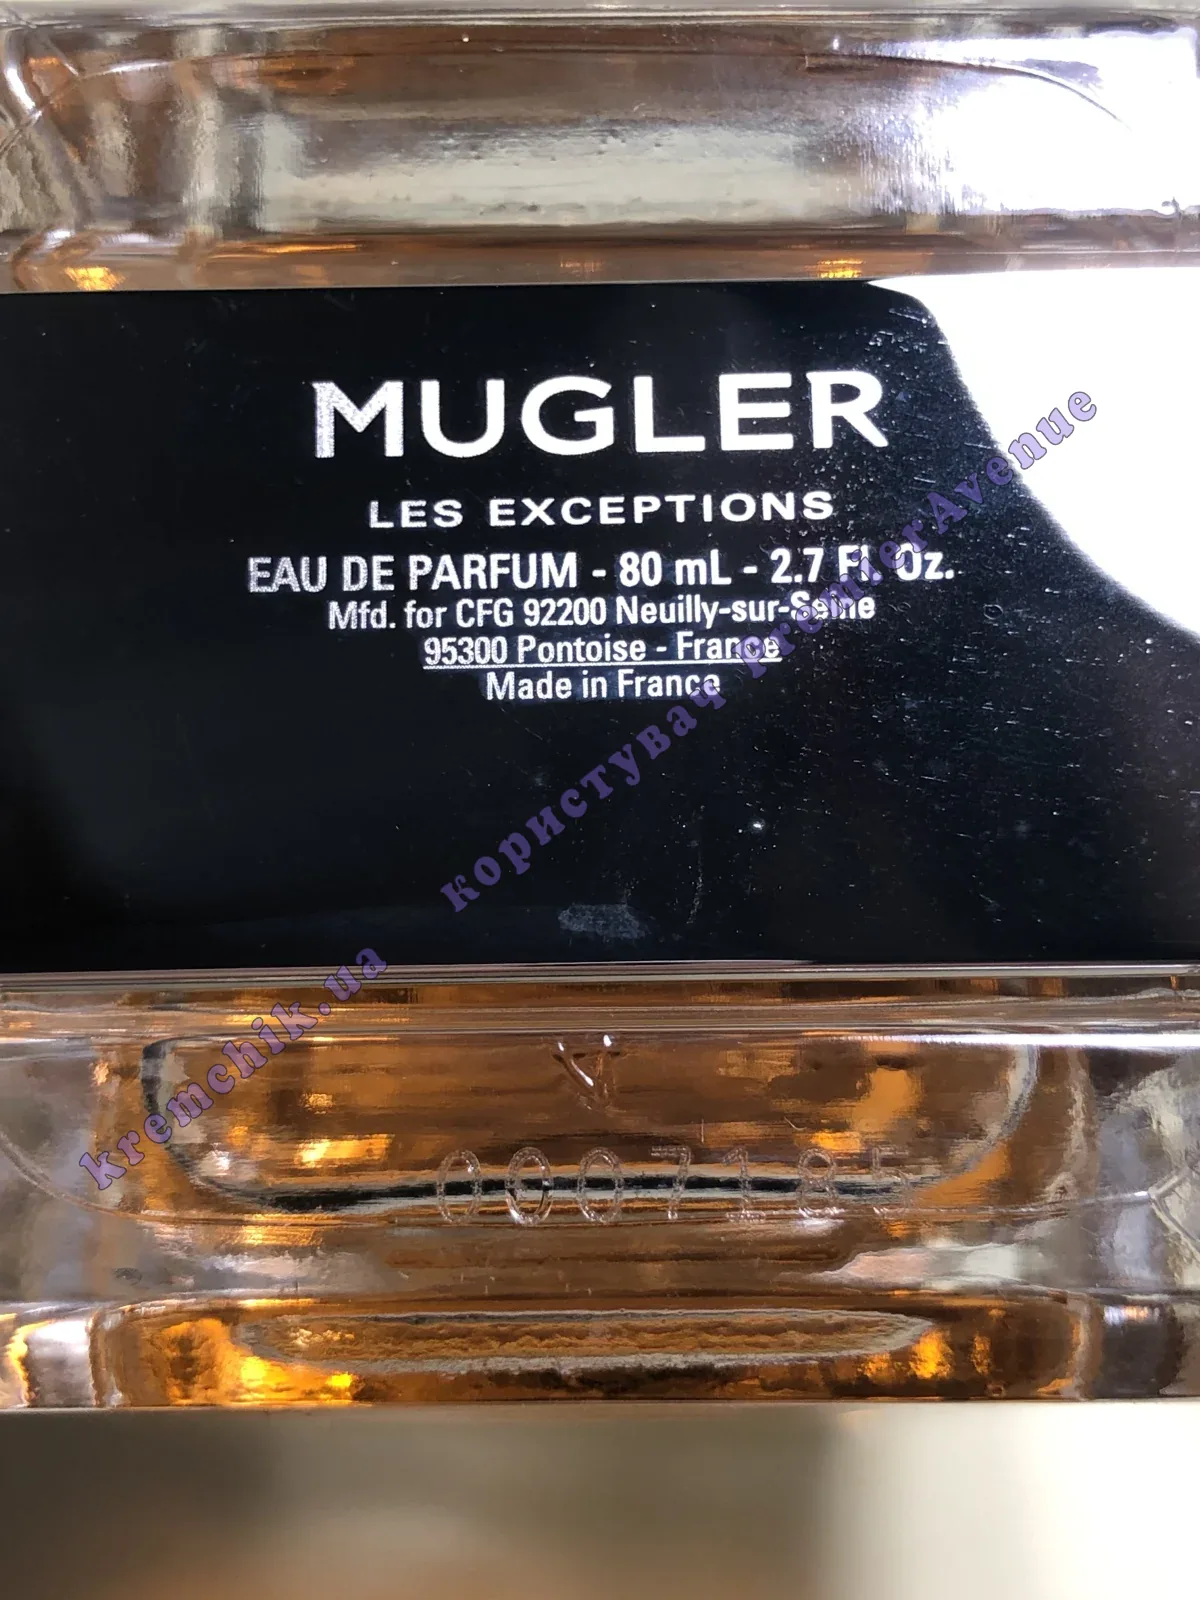 MUGLER
LES EXCEPTIONS
EAU DE PARFUM - 80 mL - 2.7 Fl. Oz.
Mfd. for CFG 92200 Neuilly-sur-Seine
95300 Pontoise - France
Made in France
kremchik.ua користувач PremierAvenue
0007185